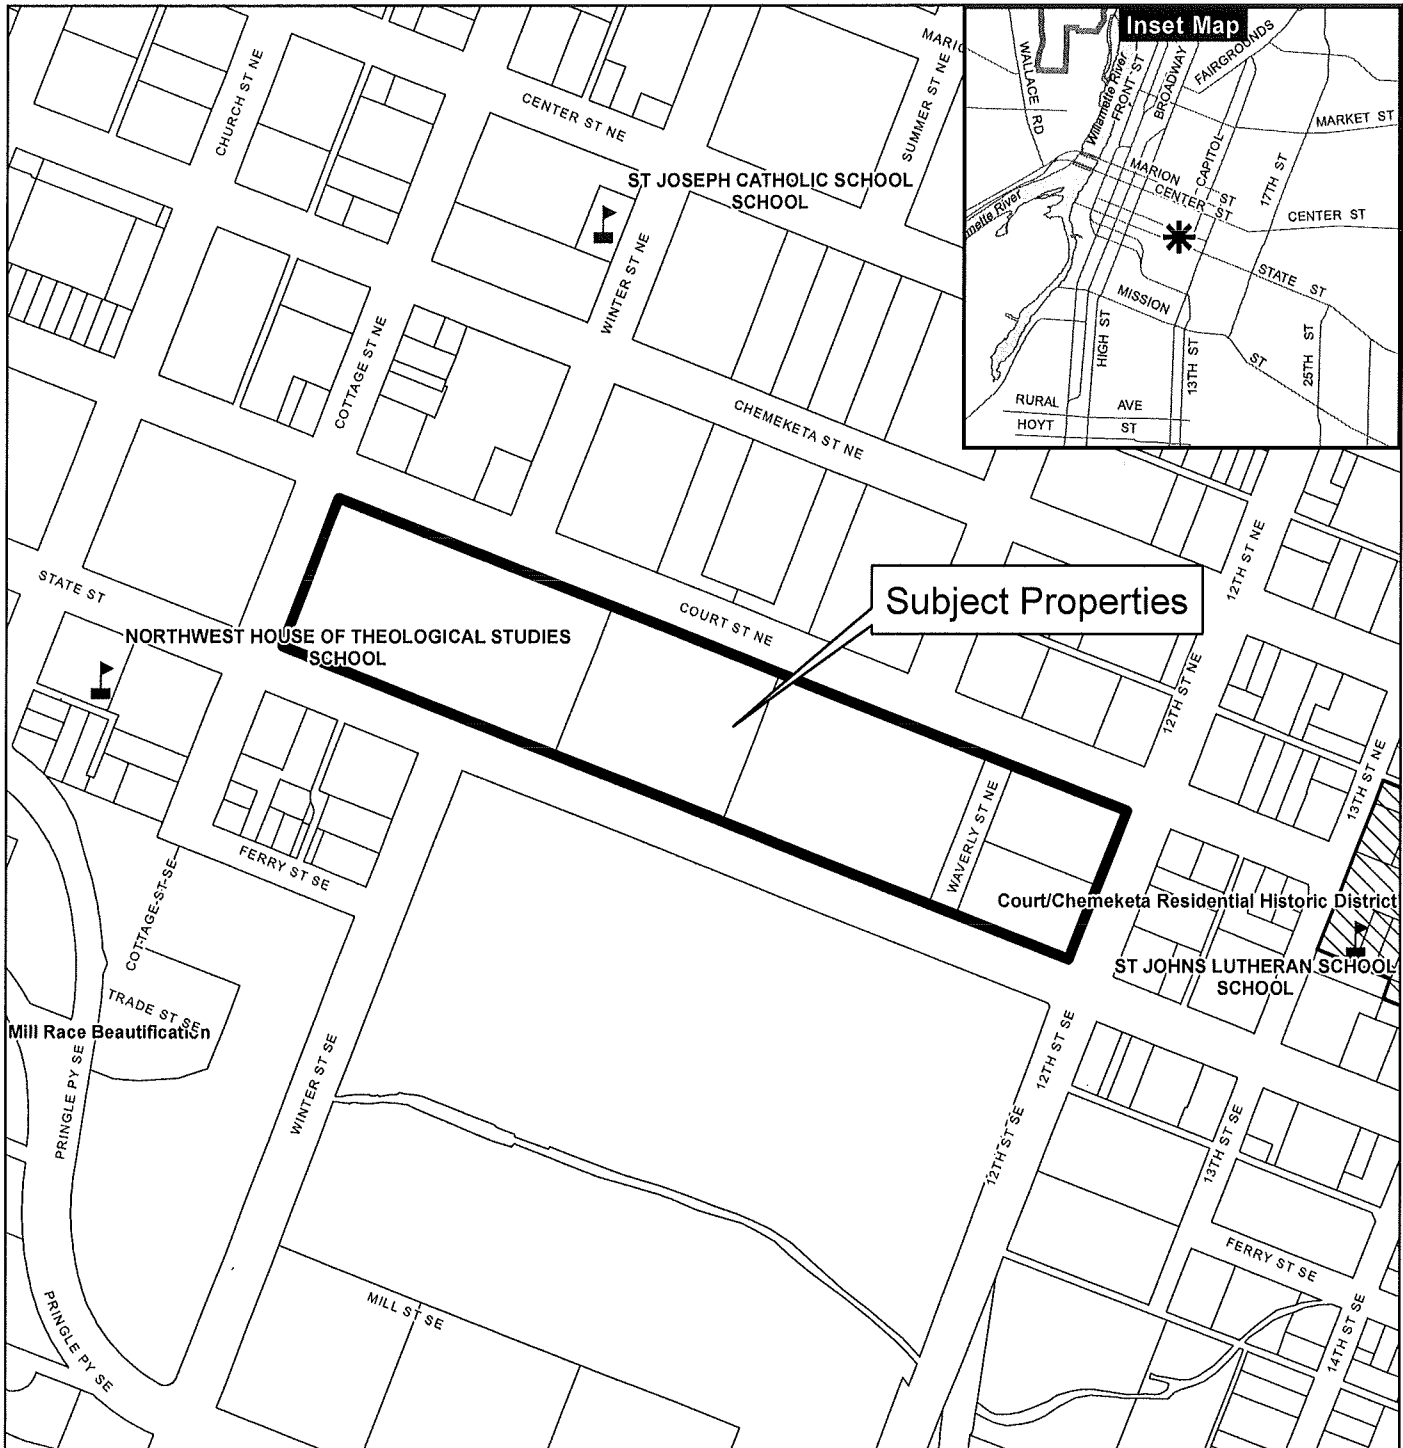 Inset Map
WALLACE RD
Willamette River
FRONT ST
BROADWAY
FAIRGROUNDS
MARKET ST
CAPITOL
17TH ST
MARION ST
CENTER ST
CENTER ST
STATE ST
MISSION
ST
HIGH ST
13TH ST
25TH ST
RURAL AVE
HOYT ST
CHURCH ST NE
CENTER ST NE
SUMMER ST NE
ST JOSEPH CATHOLIC SCHOOL
SCHOOL
WINTER ST NE
COTTAGE ST NE
CHEMEKETA ST NE
12TH ST NE
STATE ST
Subject Properties
COURT ST NE
NORTHWEST HOUSE OF THEOLOGICAL STUDIES
SCHOOL
12TH ST NE
13TH ST NE
WAVERLY ST NE
FERRY ST SE
COTTAGE ST SE
Court/Chemeketa Residential Historic District
ST JOHNS LUTHERAN SCHOOL
SCHOOL
TRADE ST SE
Mill Race Beautification
PRINGLE PY SE
WINTER ST SE
12TH ST SE
12TH ST SE
13TH ST SE
FERRY ST SE
MILL ST SE
PRINGLE PY SE
14TH ST SE